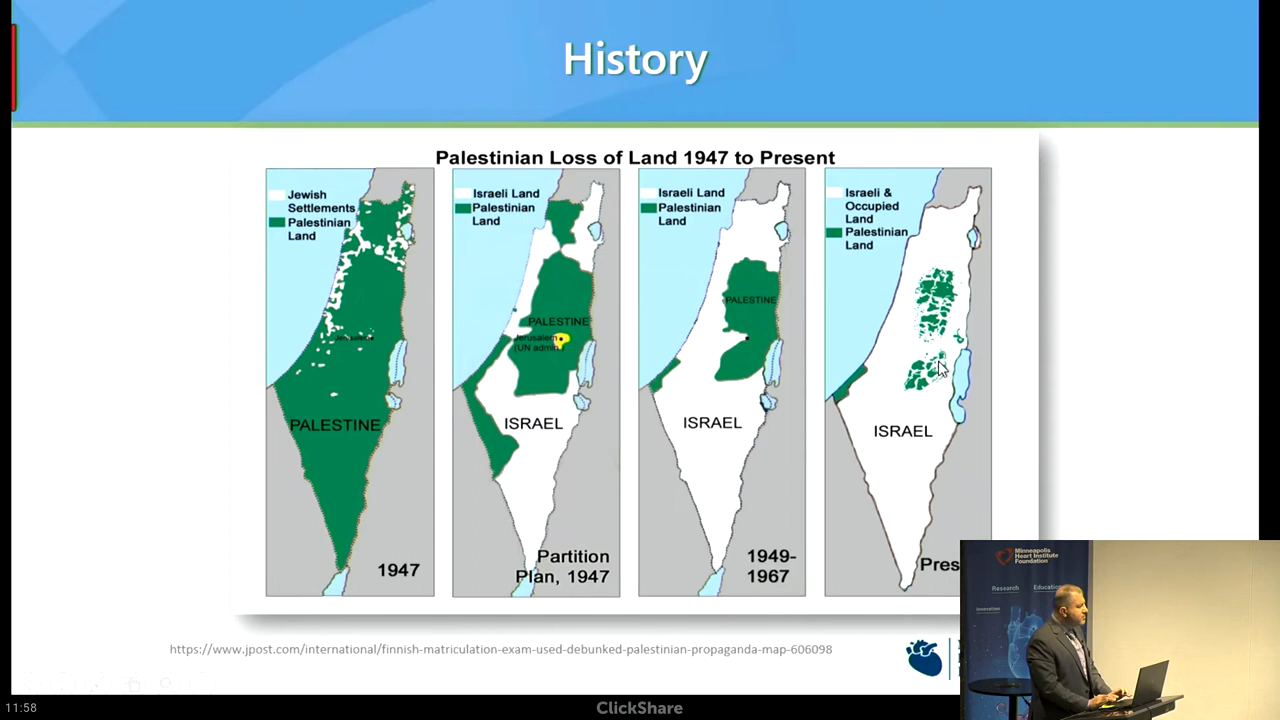 History
Palestinian Loss of Land 1947 to Present
Jewish
Settlements
Palestinian
Land
Jerusalem
PALESTINE
1947
Israeli Land
Palestinian
Land
PALESTINE
Jerusalem
(UN admin.)
ISRAEL
Partition
Plan, 1947
Israeli Land
Palestinian
Land
PALESTINE
ISRAEL
1949-
1967
Israeli &
Occupied
Land
Palestinian
Land
ISRAEL
Pres
https://www.jpost.com/international/finnish-matriculation-exam-used-debunked-palestinian-propaganda-map-606098
Minneapolis
Heart Institute
Foundation
Research
Education
Innovation
11:58
ClickShare